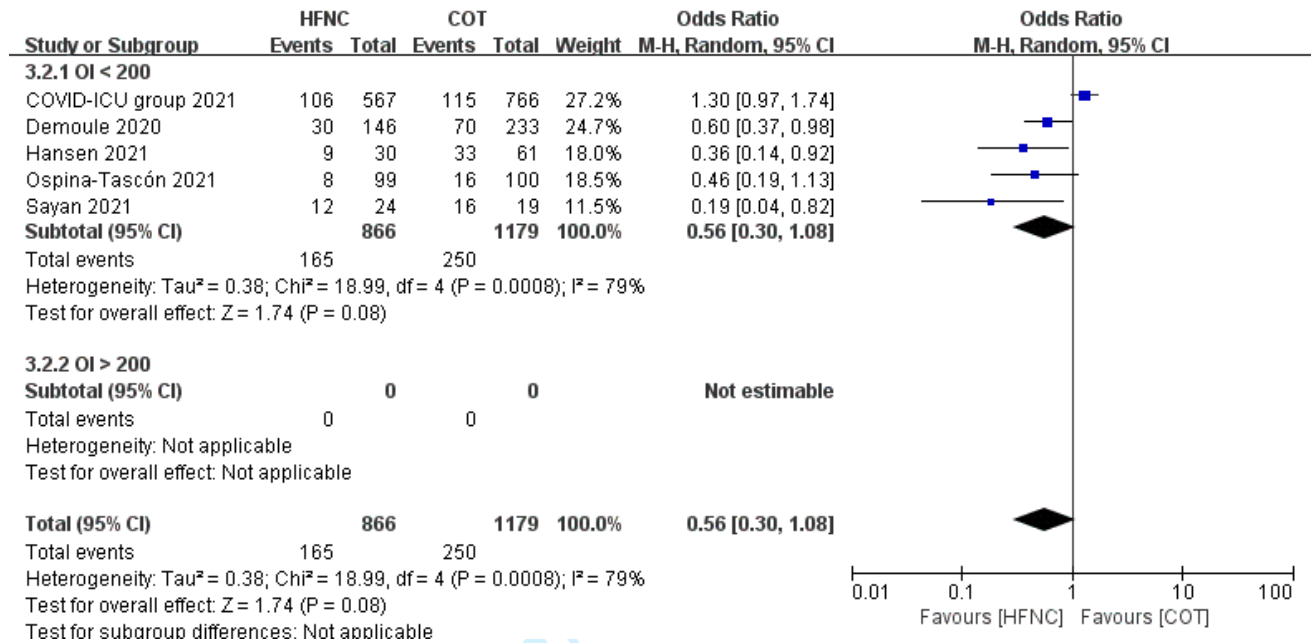 HFNC COT Odds Ratio Odds Ratio
Study or Subgroup Events Total Events Total Weight M-H, Random, 95% CI M-H, Random, 95% CI
3.2.1 OI < 200
COVID-ICU group 2021 106 567 115 766 27.2% 1.30 [0.97, 1.74]
Demoule 2020 30 146 70 233 24.7% 0.60 [0.37, 0.98]
Hansen 2021 9 30 33 61 18.0% 0.36 [0.14, 0.92]
Ospina-Tascón 2021 8 99 16 100 18.5% 0.46 [0.19, 1.13]
Sayan 2021 12 24 16 19 11.5% 0.19 [0.04, 0.82]
Subtotal (95% CI) 866 1179 100.0% 0.56 [0.30, 1.08]
Total events 165 250
Heterogeneity: Tau² = 0.38; Chi² = 18.99, df = 4 (P = 0.0008); I² = 79%
Test for overall effect: Z = 1.74 (P = 0.08)
3.2.2 OI > 200
Subtotal (95% CI) 0 0 Not estimable
Total events 0 0
Heterogeneity: Not applicable
Test for overall effect: Not applicable
Total (95% CI) 866 1179 100.0% 0.56 [0.30, 1.08]
Total events 165 250
Heterogeneity: Tau² = 0.38; Chi² = 18.99, df = 4 (P = 0.0008); I² = 79%
Test for overall effect: Z = 1.74 (P = 0.08)
Test for subgroup differences: Not applicable
0.01 0.1 1 10 100
Favours [HFNC] Favours [COT]